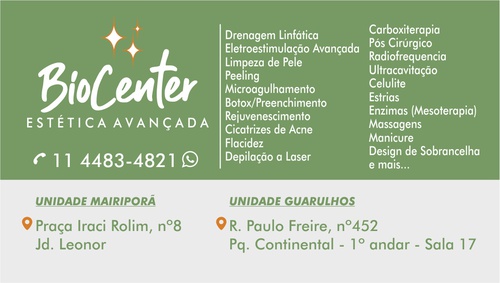 BioCenter
ESTÉTICA AVANÇADA
11 4483-4821
Drenagem Linfática
Eletroestimulação Avançada
Limpeza de Pele
Peeling
Microagulhamento
Botox/Preenchimento
Rejuvenescimento
Cicatrizes de Acne
Flacidez
Depilação a Laser
Carboxiterapia
Pós Cirúrgico
Radiofrequencia
Ultracavitação
Celulite
Estrias
Enzimas (Mesoterapia)
Massagens
Manicure
Design de Sobrancelha
e mais...
UNIDADE MAIRIPORÃ
Praça Iraci Rolim, nº8
Jd. Leonor
UNIDADE GUARULHOS
R. Paulo Freire, nº452
Pq. Continental - 1º andar - Sala 17